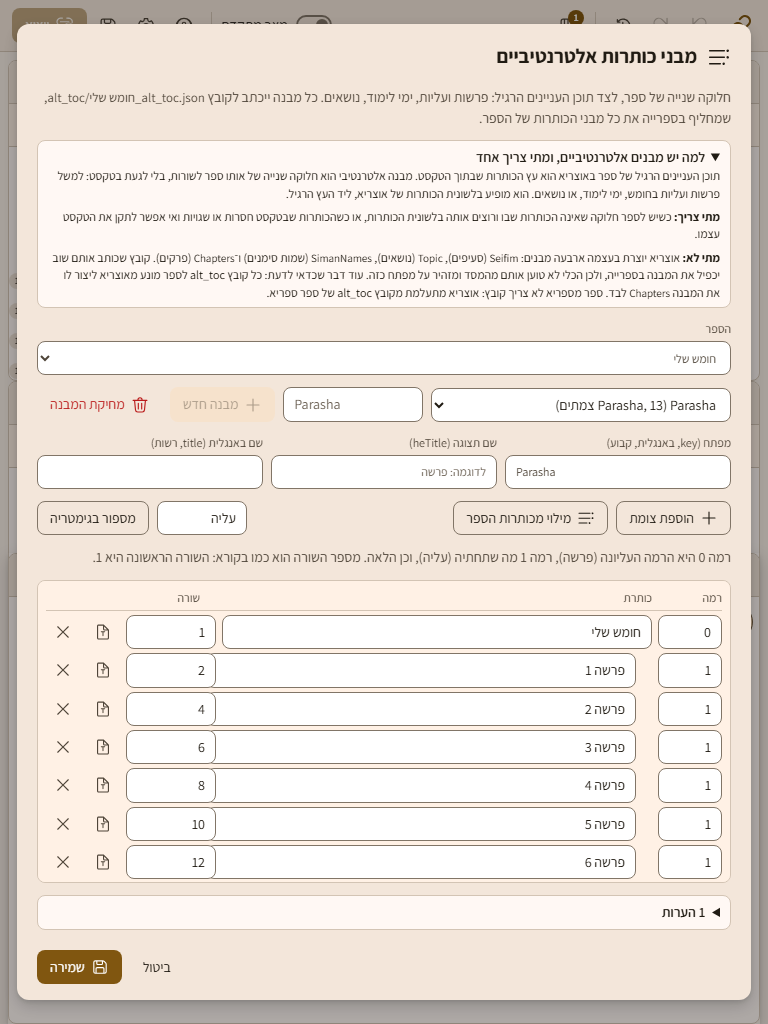 מצב מתקדם
1
מבני כותרות אלטרנטיביים
חלוקה שנייה של ספר, לצד תוכן העניינים הרגיל: פרשות ועליות, ימי לימוד, נושאים. כל מבנה ייכתב לקובץ alt_toc/חומש שלי_alt_toc.json,
שמחליף בספרייה את כל מבני הכותרות של הספר.
למה יש מבנים אלטרנטיביים, ומתי צריך אחד
תוכן העניינים הרגיל של ספר באוצריא הוא עץ הכותרות שבתוך הטקסט. מבנה אלטרנטיבי הוא חלוקה שנייה של אותו ספר לשורות, בלי לגעת בטקסט: למשל
פרשות ועליות בחומש, ימי לימוד, או נושאים. הוא מופיע בלשונית הכותרות של אוצריא, ליד העץ הרגיל.
מתי צריך: כשיש לספר חלוקה שאינה הכותרות שבו ורוצים אותה בלשונית הכותרות, או כשהכותרות שבטקסט חסרות או שגויות ואי אפשר לתקן את הטקסט
עצמו.
מתי לא: אוצריא יוצרת בעצמה ארבעה מבנים: Seifim (סעיפים), Topic (נושאים), SimanNames (שמות סימנים) ו־Chapters (פרקים). קובץ שכותב אותם שוב
יכפיל את המבנה בספרייה, ולכן הכלי לא טוען אותם מהמסד ומזהיר על מפתח כזה. עוד דבר שכדאי לדעת: כל קובץ alt_toc לספר מונע מאוצריא ליצור לו
את המבנה Chapters לבד. ספר מספריא לא צריך קובץ: אוצריא מתעלמת מקובץ alt_toc של ספר ספריא.
הספר
חומש שלי
Parasha (Parasha, 13 צמתים)
Parasha
מבנה חדש
מחיקת המבנה
מפתח (key, באנגלית, קבוע)
שם תצוגה (heTitle)
שם באנגלית (title, רשות)
Parasha
לדוגמה: פרשה
הוספת צומת
מילוי מכותרות הספר
עליה
מספור בגימטריה
רמה 0 היא הרמה העליונה (פרשה), רמה 1 מה שתחתיה (עליה), וכן הלאה. מספר השורה הוא כמו בקורא: השורה הראשונה היא 1.
רמה
כותרת
שורה
0
חומש שלי
1
1
פרשה 1
2
1
פרשה 2
4
1
פרשה 3
6
1
פרשה 4
8
1
פרשה 5
10
1
פרשה 6
12
1 הערות
ביטול
שמירה